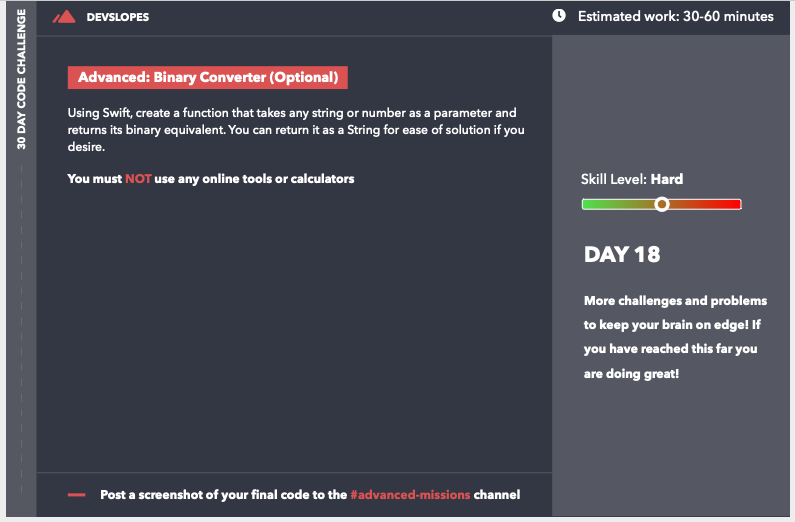 30 DAY CODE CHALLENGE
DEVSLOPES
Estimated work: 30-60 minutes
Advanced: Binary Converter (Optional)
Using Swift, create a function that takes any string or number as a parameter and
returns its binary equivalent. You can return it as a String for ease of solution if you
desire.
You must NOT use any online tools or calculators
Skill Level: Hard
DAY 18
More challenges and problems
to keep your brain on edge! If
you have reached this far you
are doing great!
Post a screenshot of your final code to the #advanced-missions channel